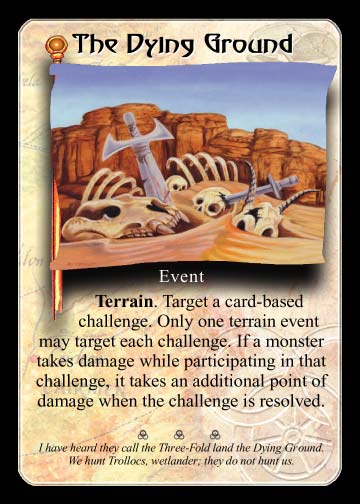 The Dying Ground
Event
Terrain. Target a card-based
challenge. Only one terrain event
may target each challenge. If a monster
takes damage while participating in that
challenge, it takes an additional point of
damage when the challenge is resolved.
I have heard they call the Three-Fold land the Dying Ground.
We hunt Trollocs, wetlander; they do not hunt us.